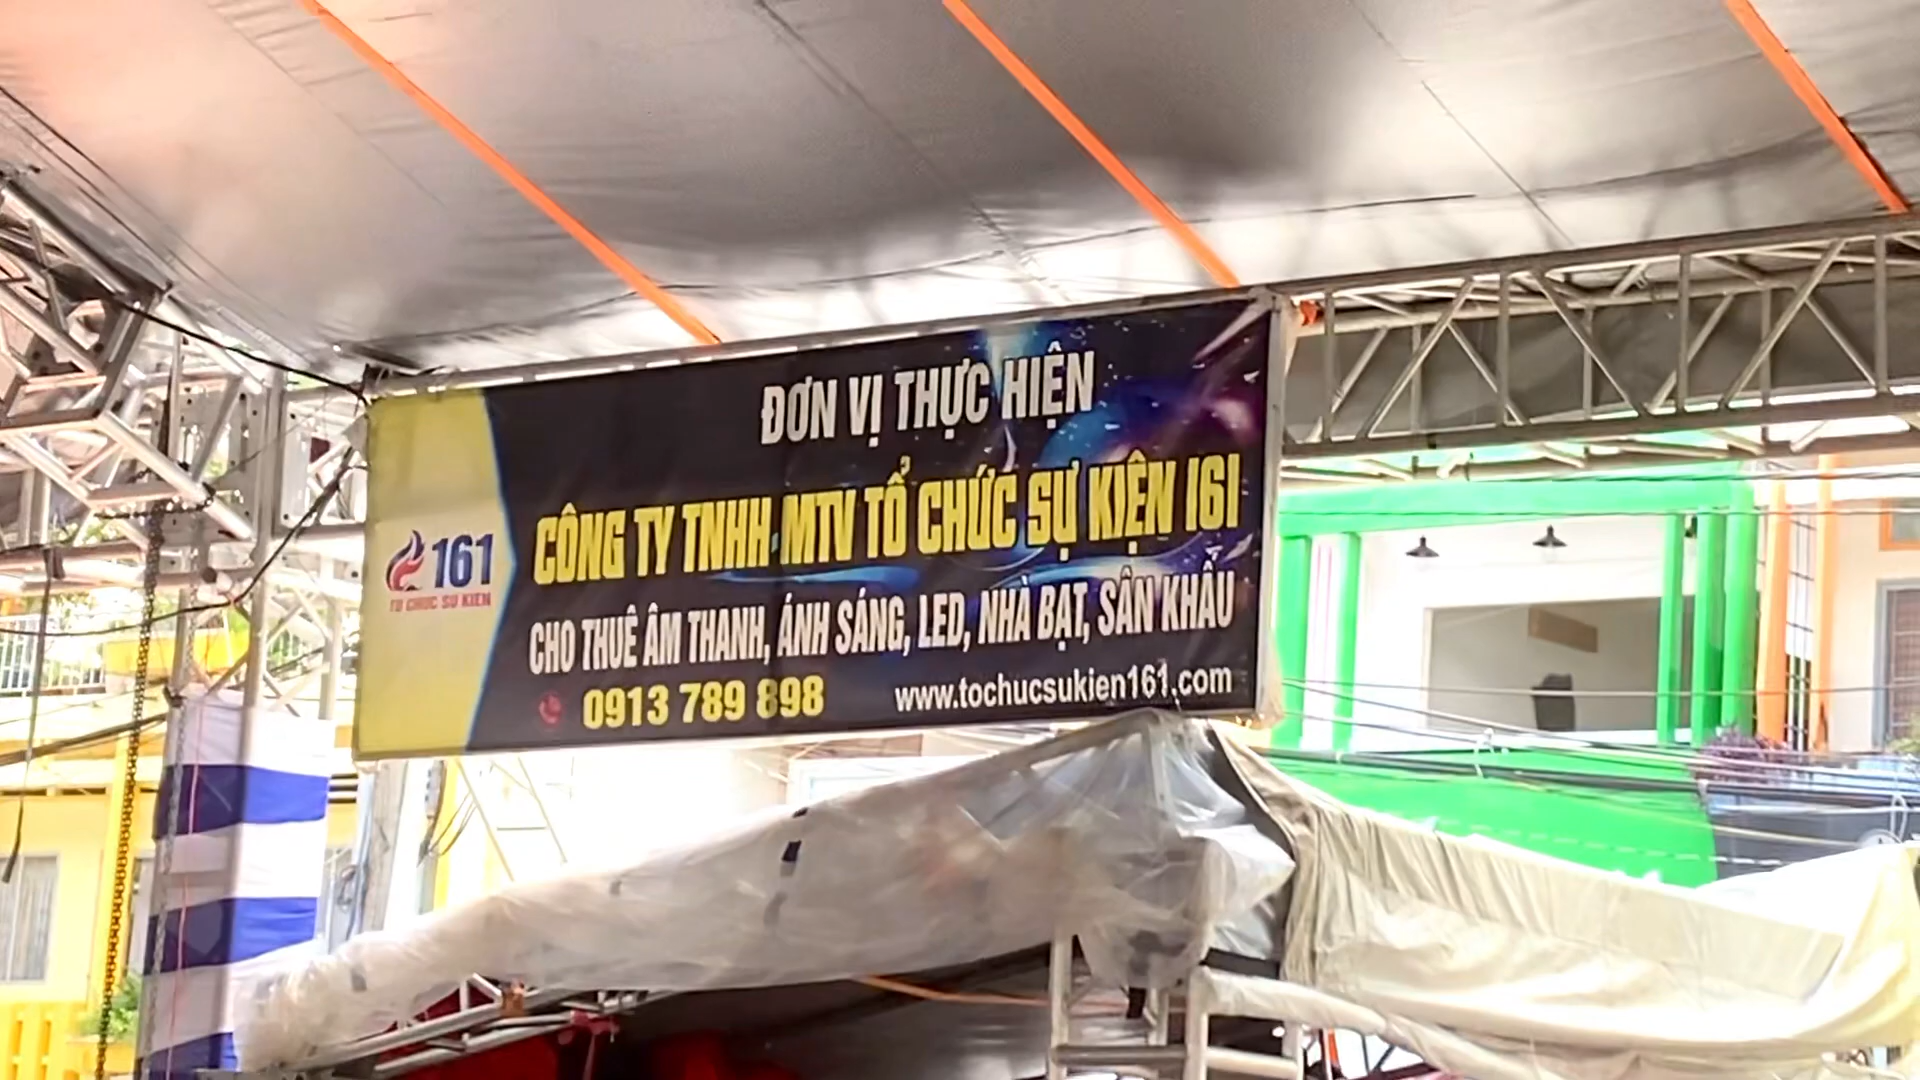 161
TỔ CHỨC SỰ KIỆN
ĐƠN VỊ THỰC HIỆN
CÔNG TY TNHH MTV TỔ CHỨC SỰ KIỆN 161
CHO THUÊ ÂM THANH, ÁNH SÁNG, LED, NHÀ BẠT, SÂN KHẤU
0913 789 898
www.tochucsukien161.com